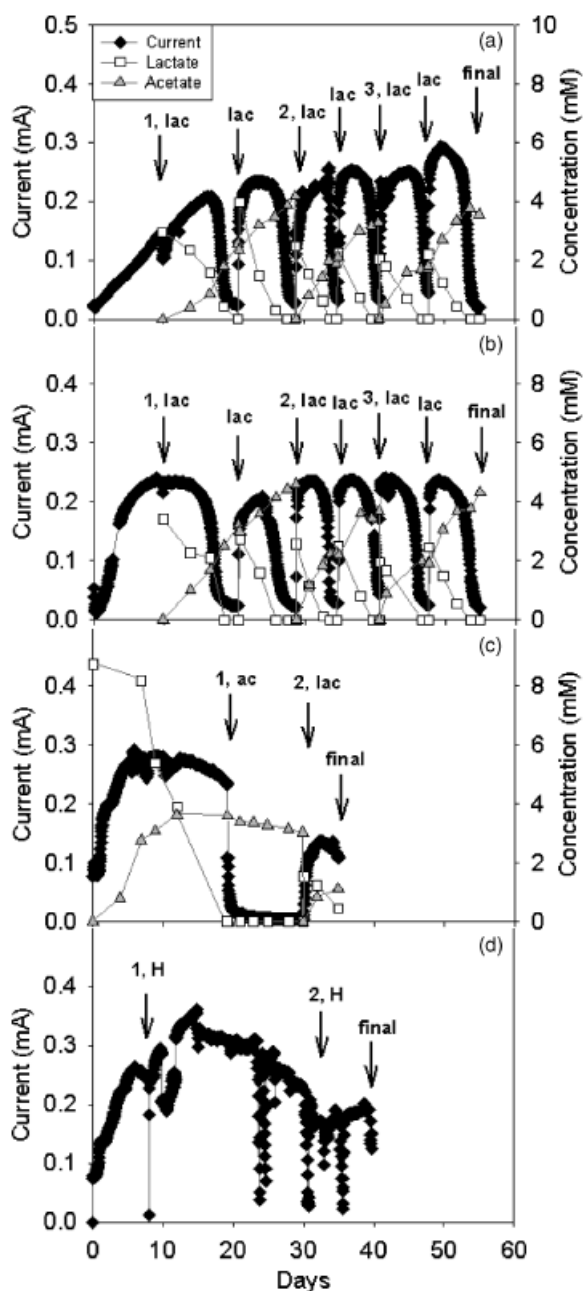 (a)
Current
Lactate
Acetate
1, lac
lac
2, lac
lac
3, lac
lac
final
Current (mA)
0.5
0.4
0.3
0.2
0.1
0.0
Concentration (mM)
10
8
6
4
2
0
(b)
1, lac
lac
2, lac
lac
3, lac
lac
final
Current (mA)
0.4
0.3
0.2
0.1
0.0
Concentration (mM)
8
6
4
2
0
(c)
1, ac
2, lac
final
Current (mA)
0.4
0.3
0.2
0.1
0.0
Concentration (mM)
8
6
4
2
0
(d)
1, H
2, H
final
Current (mA)
0.4
0.3
0.2
0.1
0.0
0 10 20 30 40 50 60
Days